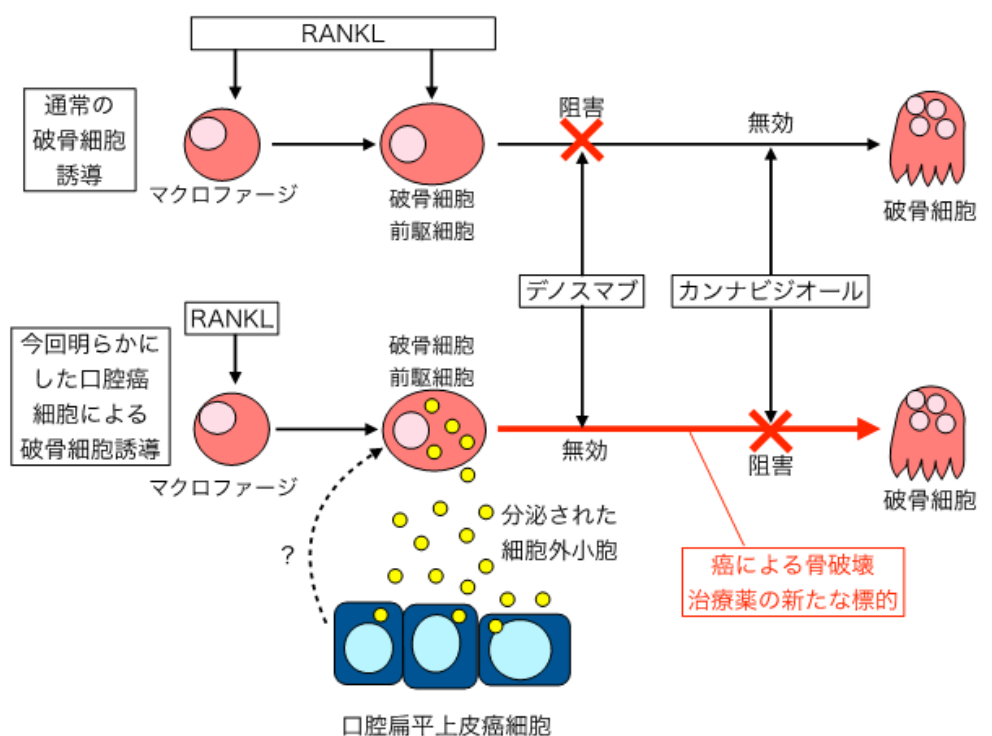 RANKL
通常の
破骨細胞
誘導
マクロファージ
破骨細胞
前駆細胞
阻害
無効
破骨細胞
デノスマブ
カンナビジオール
今回明らかに
した口腔癌
細胞による
破骨細胞誘導
RANKL
マクロファージ
破骨細胞
前駆細胞
無効
阻害
破骨細胞
?
分泌された
細胞外小胞
癌による骨破壊
治療薬の新たな標的
口腔扁平上皮癌細胞